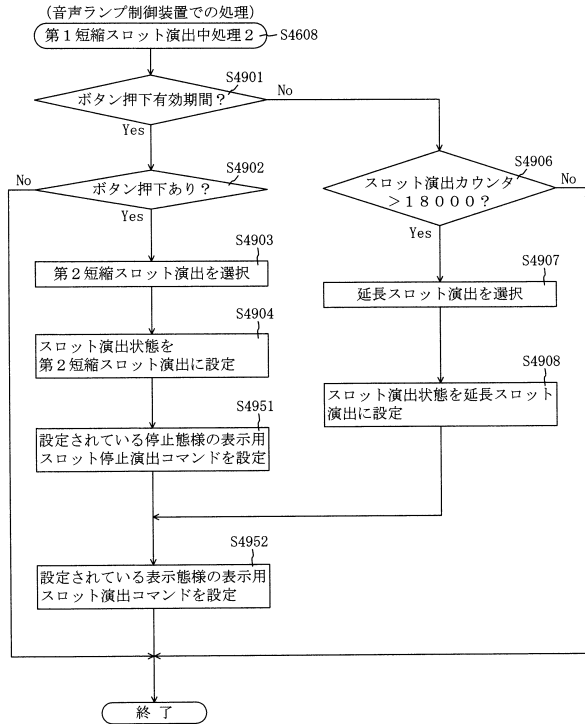 (音声ランプ制御装置での処理)
第1短縮スロット演出中処理2
S4608
S4901
ボタン押下有効期間?
No
Yes
S4902
No
ボタン押下あり?
Yes
S4903
第2短縮スロット演出を選択
S4904
スロット演出状態を
第2短縮スロット演出に設定
S4951
設定されている停止態様の表示用
スロット停止演出コマンドを設定
S4906
スロット演出カウンタ
>18000?
No
Yes
S4907
延長スロット演出を選択
S4908
スロット演出状態を延長スロット
演出に設定
S4952
設定されている表示態様の表示用
スロット演出コマンドを設定
終了